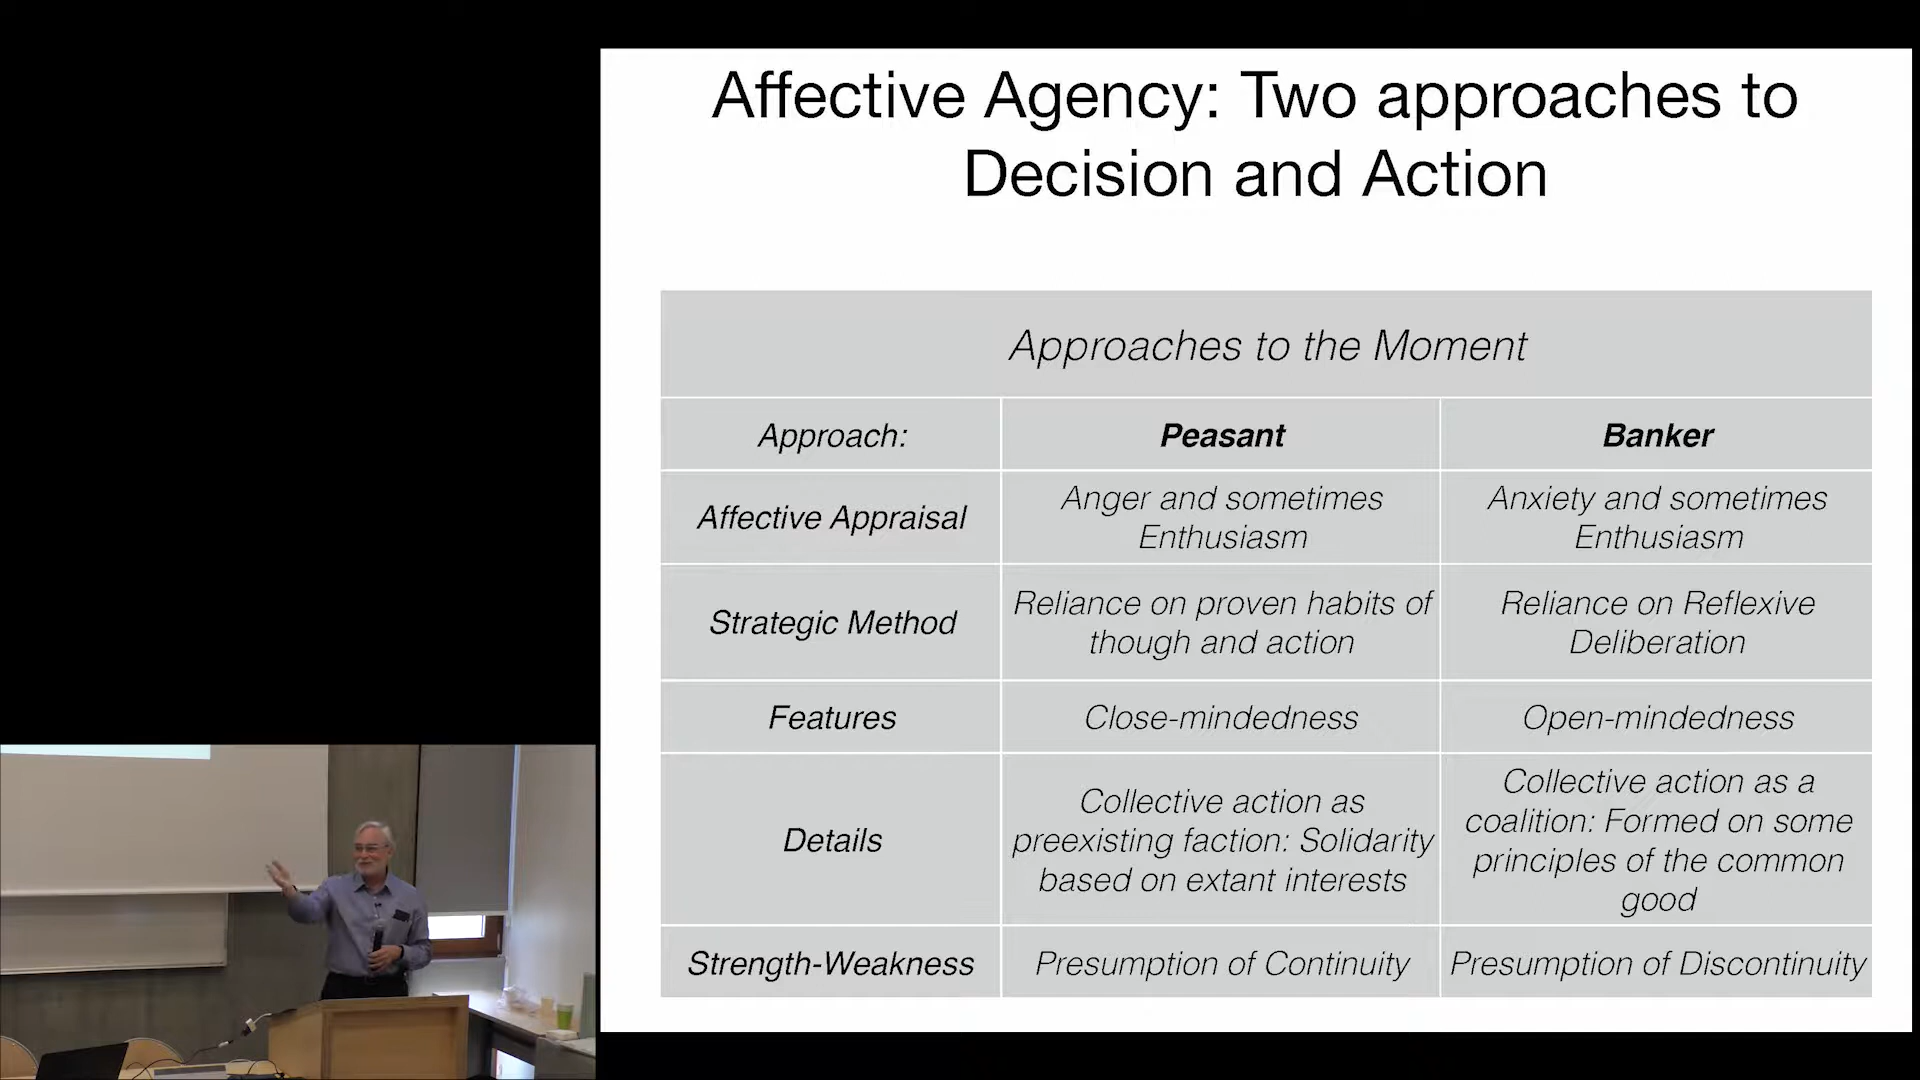 Affective Agency: Two approaches to
Decision and Action
Approaches to the Moment
Approach:
Peasant
Banker
Affective Appraisal
Anger and sometimes
Enthusiasm
Anxiety and sometimes
Enthusiasm
Strategic Method
Reliance on proven habits of
though and action
Reliance on Reflexive
Deliberation
Features
Close-mindedness
Open-mindedness
Details
Collective action as
preexisting faction: Solidarity
based on extant interests
Collective action as a
coalition: Formed on some
principles of the common
good
Strength-Weakness
Presumption of Continuity
Presumption of Discontinuity